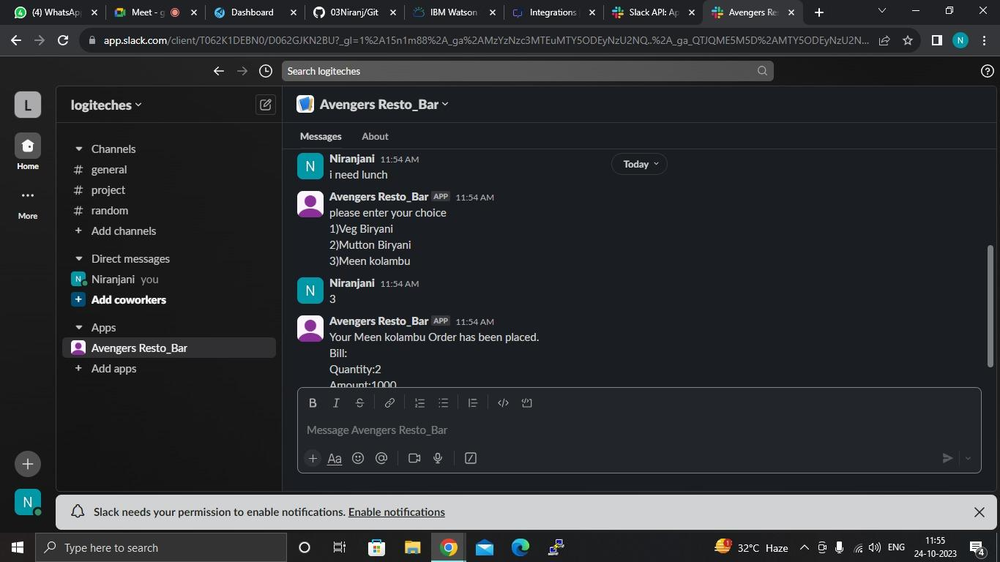 (4) WhatsAp
Meet - g
Dashboard
03Niranj/Git
IBM Watson
Integrations
Slack API: Ap
Avengers Re
app.slack.com/client/T062K1DEBN0/D062GJKN2BU?_gl=1%2A15n1m88%2A_ga%2AMzYzNzc3MTEuMTY5ODEyNzU2NQ..%2A_ga_QTJQME5M5D%2AMTY5ODEyNzU2N...
N
Search logiteches
L
logiteches
Avengers Resto_Bar
Messages About
Home
More
Channels
# general
# project
# random
+ Add channels
Direct messages
N Niranjani you
+ Add coworkers
Apps
Avengers Resto_Bar
+ Add apps
Today
N
Niranjani 11:54 AM
i need lunch
Avengers Resto_Bar APP 11:54 AM
please enter your choice
1)Veg Biryani
2)Mutton Biryani
3)Meen kolambu
N
Niranjani 11:54 AM
3
Avengers Resto_Bar APP 11:54 AM
Your Meen kolambu Order has been placed.
Bill:
Quantity:2
Amount:1000
B I S
Message Avengers Resto_Bar
+ Aa @
N
Slack needs your permission to enable notifications. Enable notifications
Type here to search
32°C Haze
ENG
11:55
24-10-2023
4